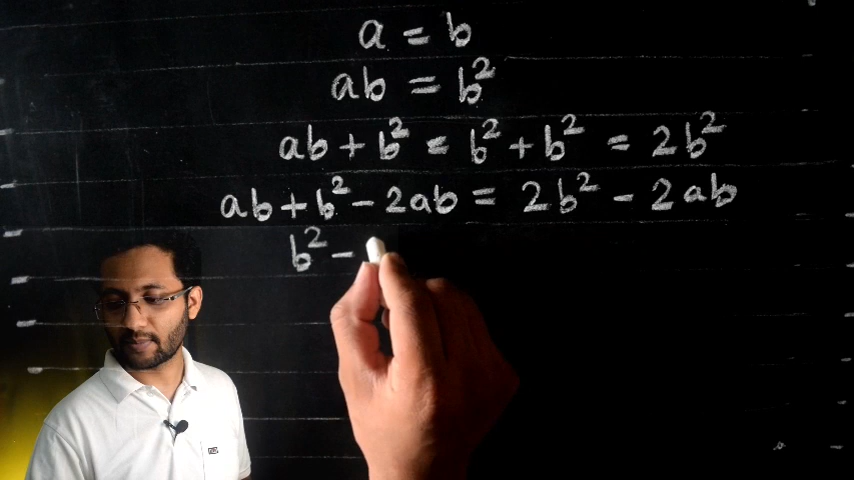 a = b
ab = b²
ab + b² = b² + b² = 2b²
ab + b² - 2ab = 2b² - 2ab
b² -